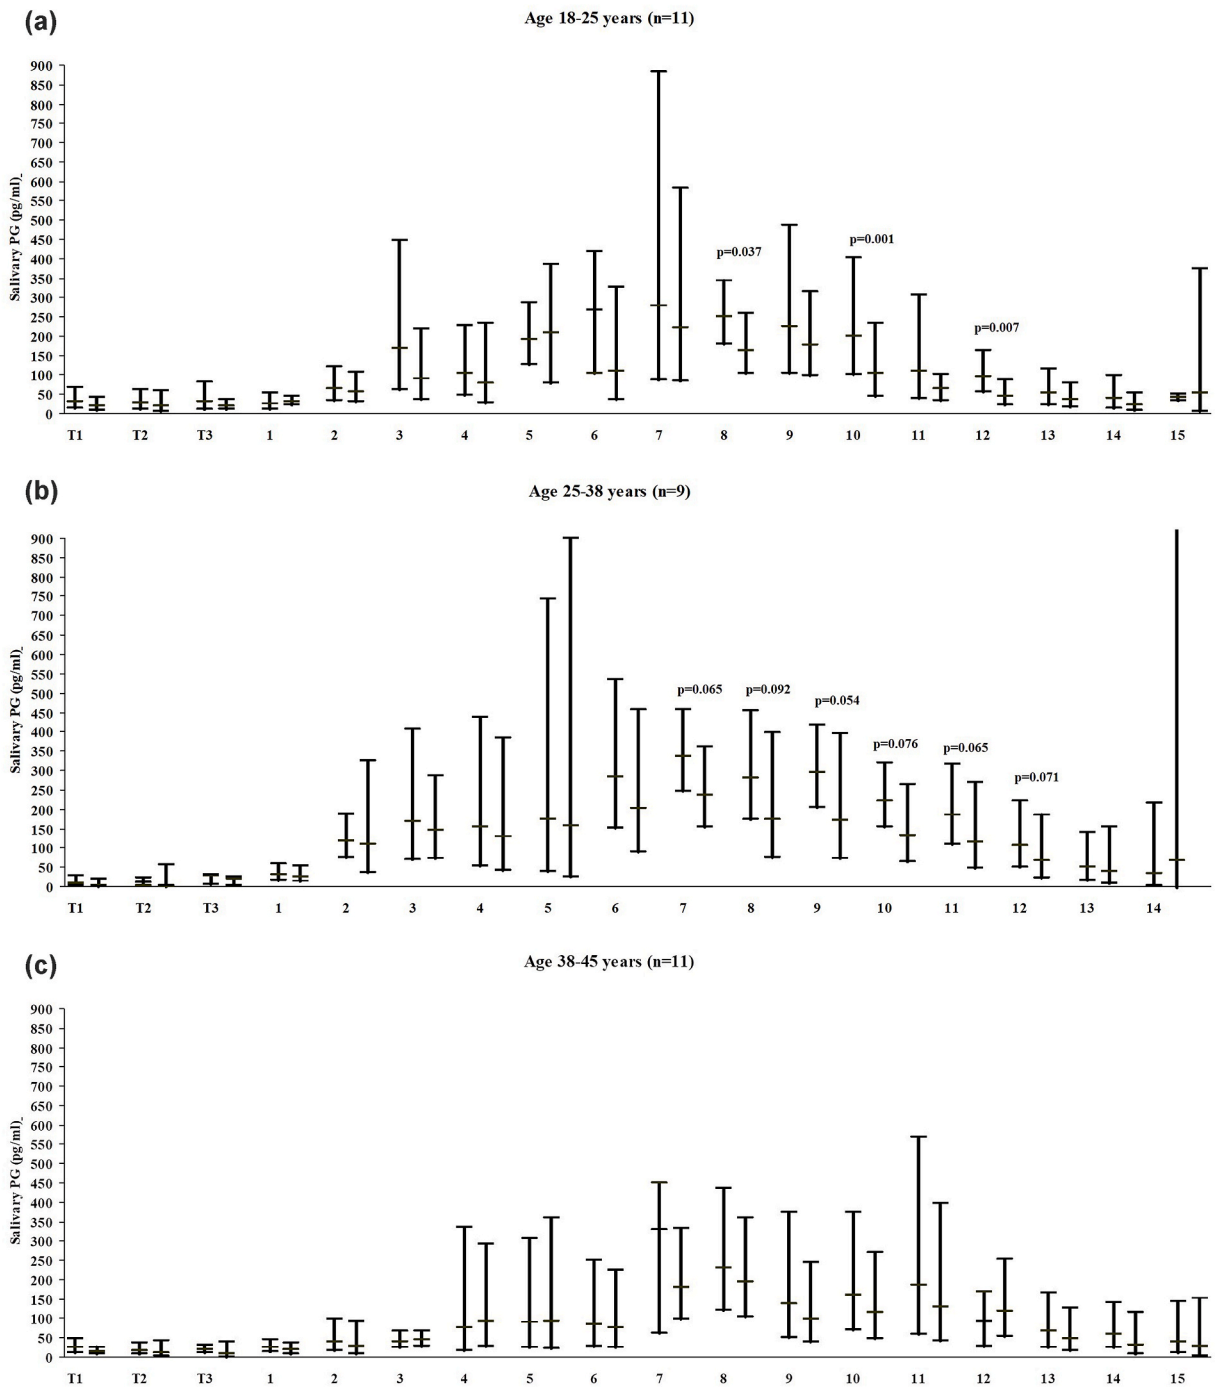 (a)
Age 18-25 years (n=11)
900
850
800
750
700
650
600
550
500
450
400
350
300
250
200
150
100
50
0
Salivary PG (pg/ml)
p=0.037
p=0.001
p=0.007
T1 T2 T3 1 2 3 4 5 6 7 8 9 10 11 12 13 14 15
(b)
Age 25-38 years (n=9)
900
850
800
750
700
650
600
550
500
450
400
350
300
250
200
150
100
50
0
Salivary PG (pg/ml)
p=0.065
p=0.092
p=0.054
p=0.076
p=0.065
p=0.071
T1 T2 T3 1 2 3 4 5 6 7 8 9 10 11 12 13 14
(c)
Age 38-45 years (n=11)
900
850
800
750
700
650
600
550
500
450
400
350
300
250
200
150
100
50
0
Salivary PG (pg/ml)
T1 T2 T3 1 2 3 4 5 6 7 8 9 10 11 12 13 14 15